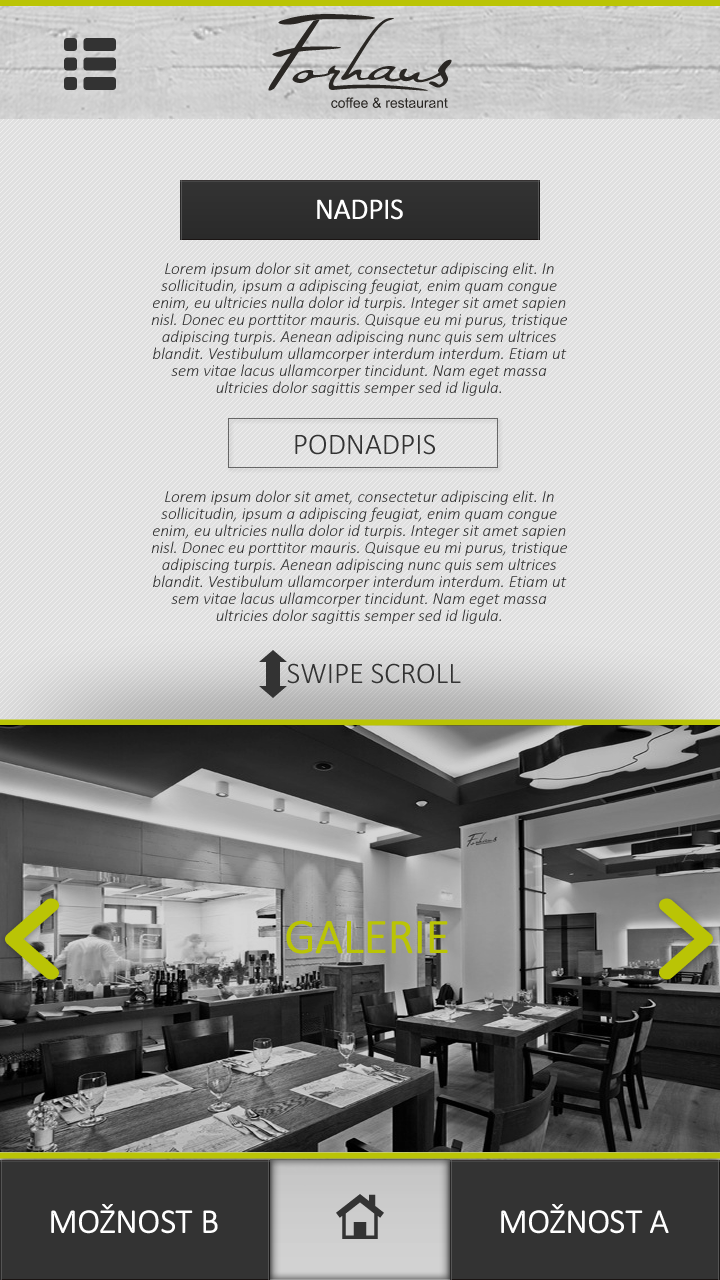 Forhaus
coffee & restaurant
NADPIS
Lorem ipsum dolor sit amet, consectetur adipiscing elit. In
sollicitudin, ipsum a adipiscing feugiat, enim quam congue
enim, eu ultricies nulla dolor id turpis. Integer sit amet sapien
nisl. Donec eu porttitor mauris. Quisque eu mi purus, tristique
adipiscing turpis. Aenean adipiscing nunc quis sem ultrices
blandit. Vestibulum ullamcorper interdum interdum. Etiam ut
sem vitae lacus ullamcorper tincidunt. Nam eget massa
ultricies dolor sagittis semper sed id ligula.
PODNADPIS
Lorem ipsum dolor sit amet, consectetur adipiscing elit. In
sollicitudin, ipsum a adipiscing feugiat, enim quam congue
enim, eu ultricies nulla dolor id turpis. Integer sit amet sapien
nisl. Donec eu porttitor mauris. Quisque eu mi purus, tristique
adipiscing turpis. Aenean adipiscing nunc quis sem ultrices
blandit. Vestibulum ullamcorper interdum interdum. Etiam ut
sem vitae lacus ullamcorper tincidunt. Nam eget massa
ultricies dolor sagittis semper sed id ligula.
SWIPE SCROLL
Forhaus
GALERIE
MOŽNOST B
MOŽNOST A